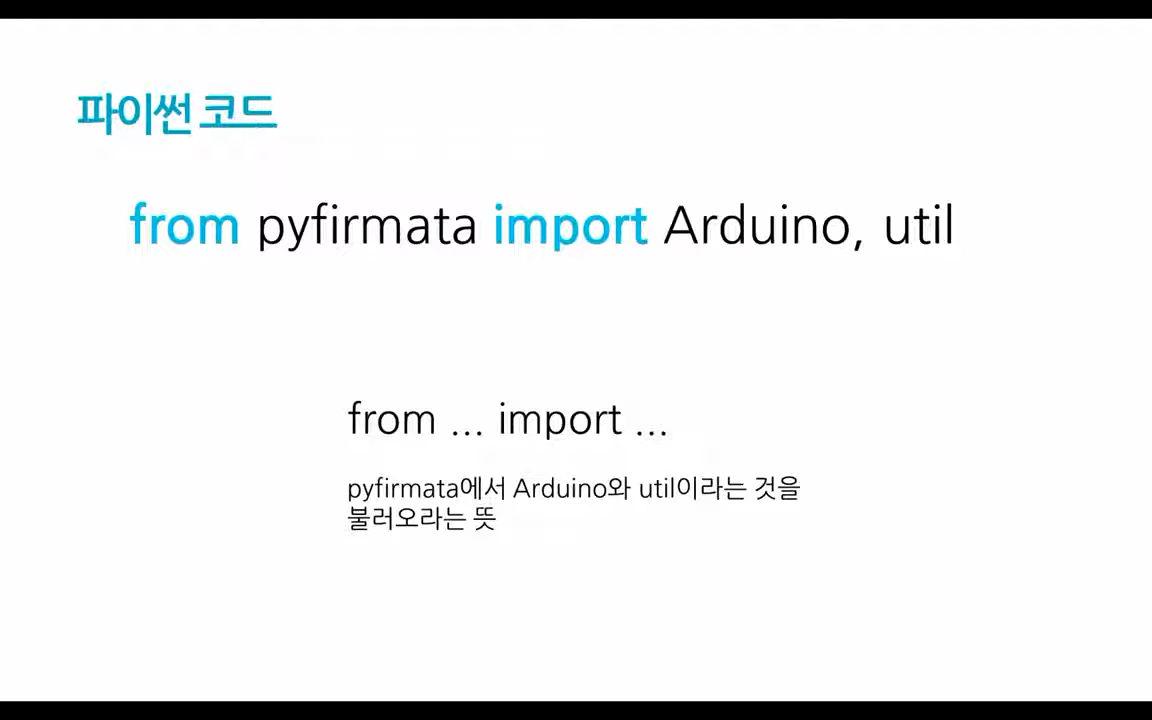 파이썬 코드
from pyfirmata import Arduino, util
from ... import ...
pyfirmata에서 Arduino와 util이라는 것을
불러오라는 뜻